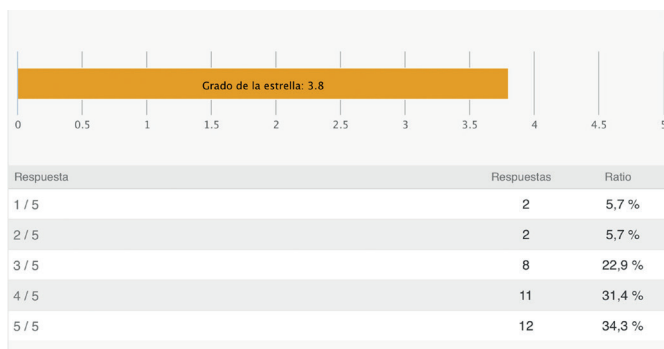 Grado de la estrella: 3.8
0 0.5 1 1.5 2 2.5 3 3.5 4 4.5 5
Respuesta Respuestas Ratio
1 / 5 2 5,7 %
2 / 5 2 5,7 %
3 / 5 8 22,9 %
4 / 5 11 31,4 %
5 / 5 12 34,3 %